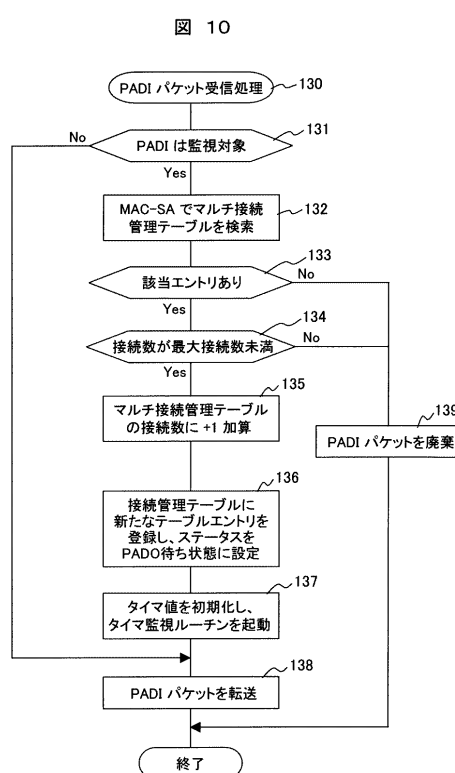 図 10
PADI パケット受信処理
130
No
PADI は監視対象
131
Yes
MAC-SA でマルチ接続
管理テーブルを検索
132
133
該当エントリあり
No
Yes
134
接続数が最大接続数未満
No
Yes
135
マルチ接続管理テーブル
の接続数に +1 加算
139
PADI パケットを廃棄
136
接続管理テーブルに
新たなテーブルエントリを
登録し、ステータスを
PADO待ち状態に設定
137
タイマ値を初期化し、
タイマ監視ルーチンを起動
138
PADI パケットを転送
終了